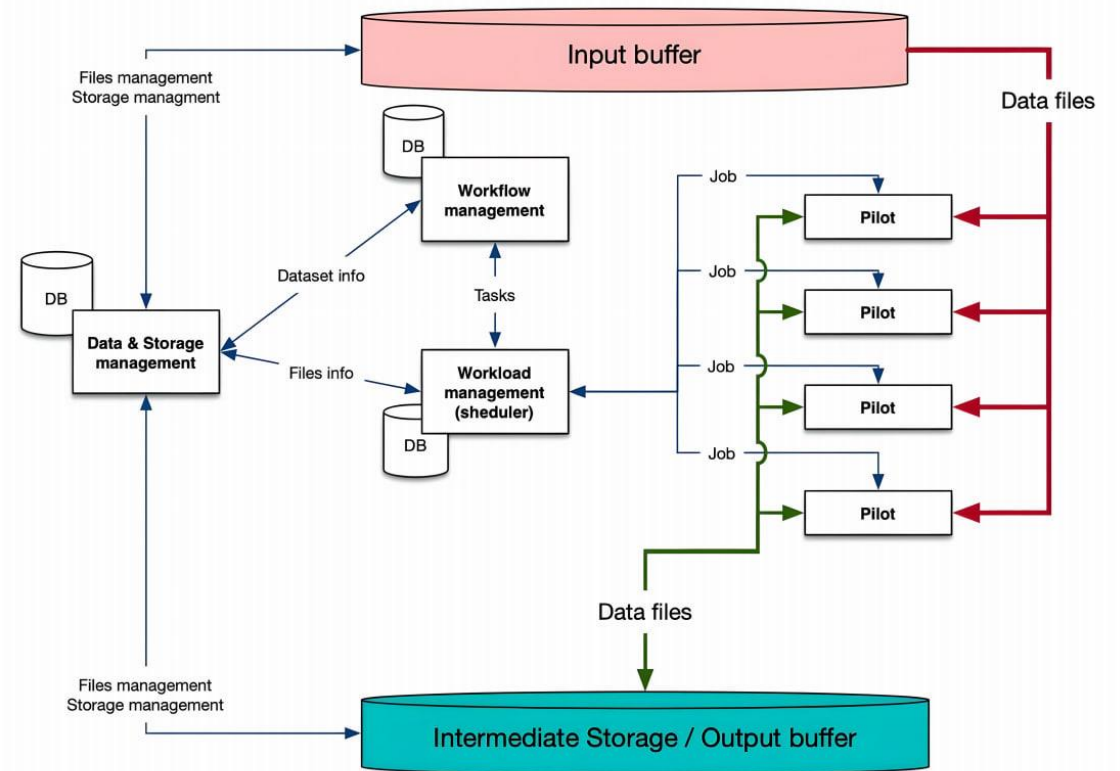 Input buffer
Files management
Storage managment
Data files
DB
Workflow
management
Job
Pilot
Dataset info
Job
DB
Tasks
Pilot
Data & Storage
management
Files info
Workload
management
(sheduler)
Job
Pilot
DB
Job
Pilot
Data files
Files management
Storage management
Intermediate Storage / Output buffer